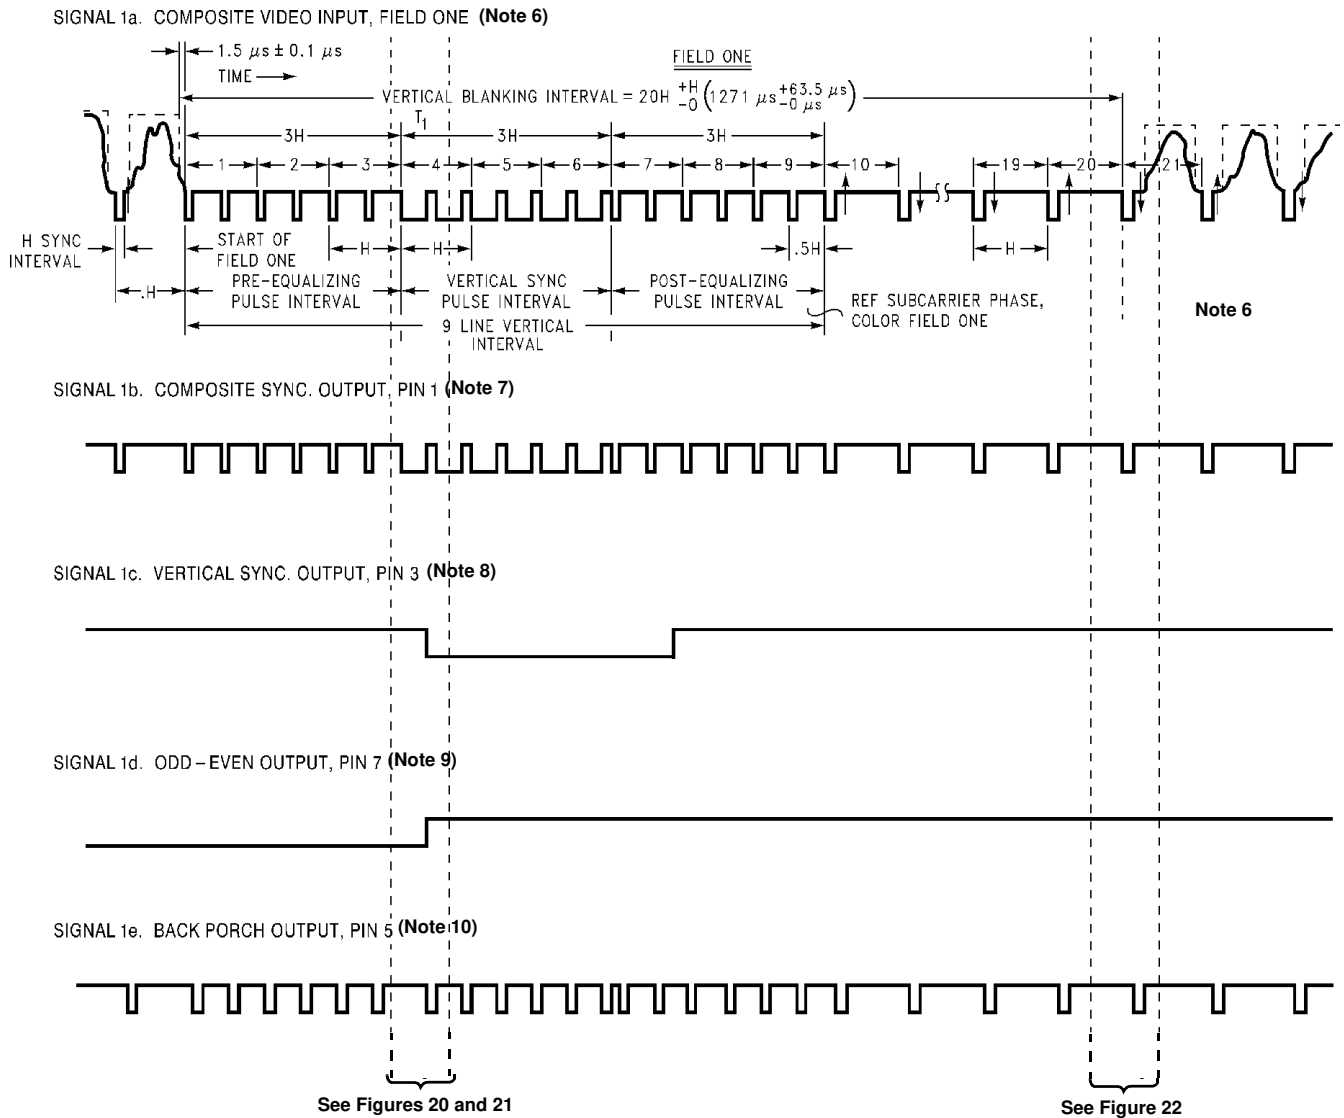 SIGNAL 1a. COMPOSITE VIDEO INPUT, FIELD ONE (Note 6)
1.5 µs ± 0.1 µs
TIME
FIELD ONE
VERTICAL BLANKING INTERVAL = 20H +H -0 (1271 µs +63.5 µs -0 µs)
T1
3H 3H 3H
1 2 3 4 5 6 7 8 9 10 19 20 21
H SYNC INTERVAL
START OF FIELD ONE
H H .5H H
.H
PRE-EQUALIZING PULSE INTERVAL
VERTICAL SYNC PULSE INTERVAL
POST-EQUALIZING PULSE INTERVAL
REF SUBCARRIER PHASE, COLOR FIELD ONE
Note 6
9 LINE VERTICAL INTERVAL
SIGNAL 1b. COMPOSITE SYNC. OUTPUT, PIN 1 (Note 7)
SIGNAL 1c. VERTICAL SYNC. OUTPUT, PIN 3 (Note 8)
SIGNAL 1d. ODD – EVEN OUTPUT, PIN 7 (Note 9)
SIGNAL 1e. BACK PORCH OUTPUT, PIN 5 (Note 10)
See Figures 20 and 21
See Figure 22